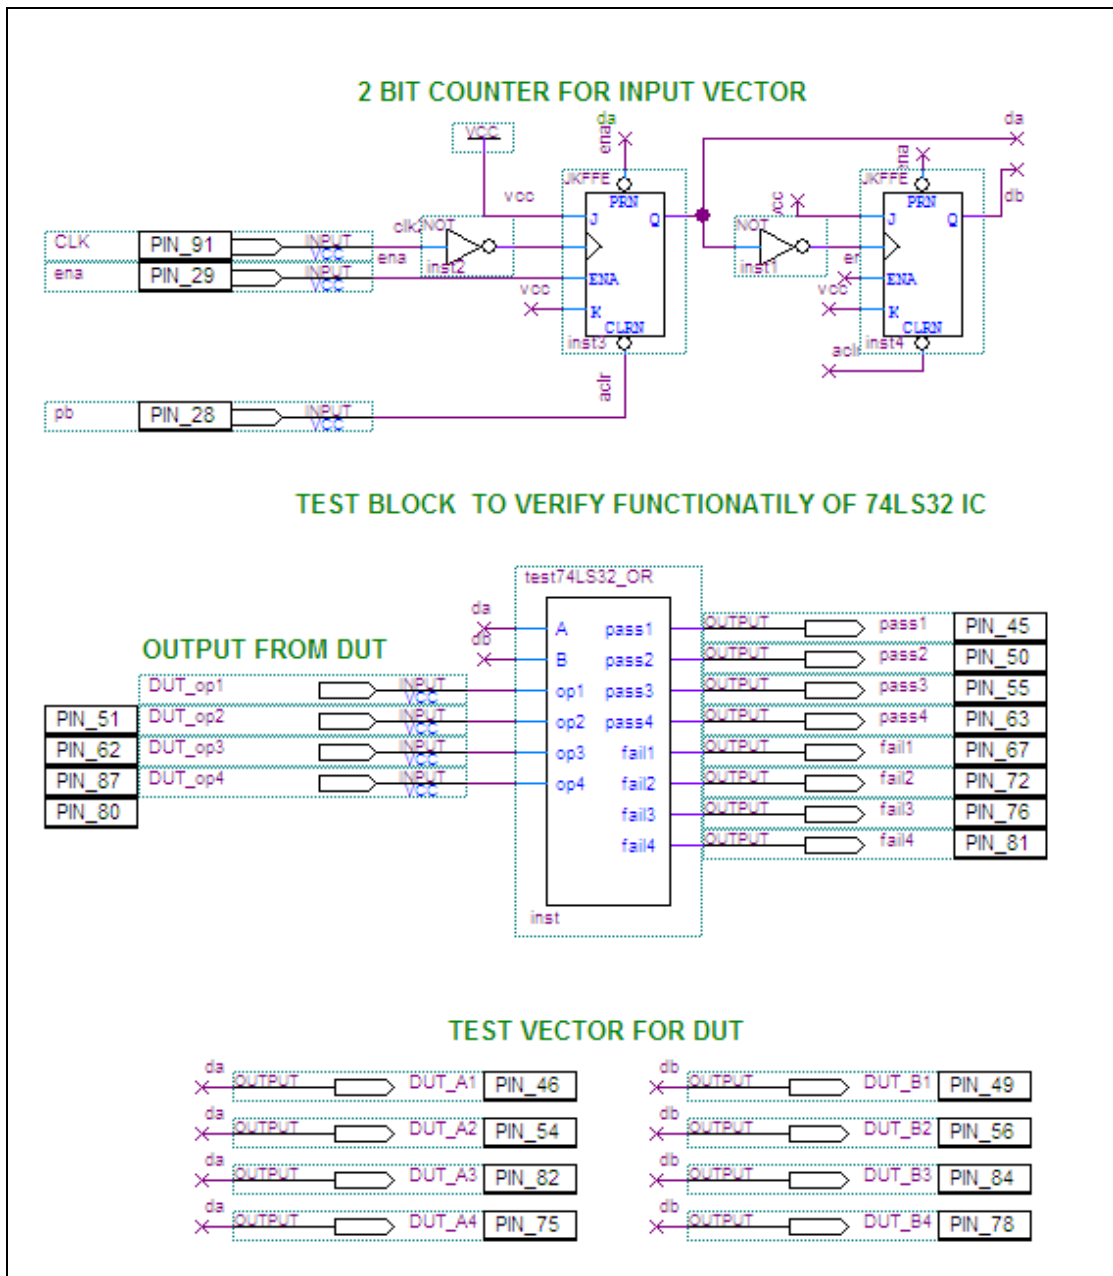 2 BIT COUNTER FOR INPUT VECTOR
da
ena
da
ena
VCC
JKFFE
JKFFE
vcc
PRN
J
Q
vcc
PRN
J
Q
db
CLK PIN_91 INPUT VCC
clk2 NOT
inst2
NOT
inst1
ena PIN_29 INPUT VCC
ena
ENA
ENA
vcc
K
vcc
K
CLRN
CLRN
inst3
inst4
aclr
aclr
pb PIN_28 INPUT VCC
TEST BLOCK TO VERIFY FUNCTIONATILY OF 74LS32 IC
test74LS32_OR
OUTPUT FROM DUT
da A pass1 OUTPUT pass1 PIN_45
db B pass2 OUTPUT pass2 PIN_50
DUT_op1 INPUT VCC op1 pass3 OUTPUT pass3 PIN_55
PIN_51 DUT_op2 INPUT VCC op2 pass4 OUTPUT pass4 PIN_63
PIN_62 DUT_op3 INPUT VCC op3 fail1 OUTPUT fail1 PIN_67
PIN_87 DUT_op4 INPUT VCC op4 fail2 OUTPUT fail2 PIN_72
PIN_80 fail3 OUTPUT fail3 PIN_76
fail4 OUTPUT fail4 PIN_81
inst
TEST VECTOR FOR DUT
da OUTPUT DUT_A1 PIN_46 db OUTPUT DUT_B1 PIN_49
da OUTPUT DUT_A2 PIN_54 db OUTPUT DUT_B2 PIN_56
da OUTPUT DUT_A3 PIN_82 db OUTPUT DUT_B3 PIN_84
da OUTPUT DUT_A4 PIN_75 db OUTPUT DUT_B4 PIN_78